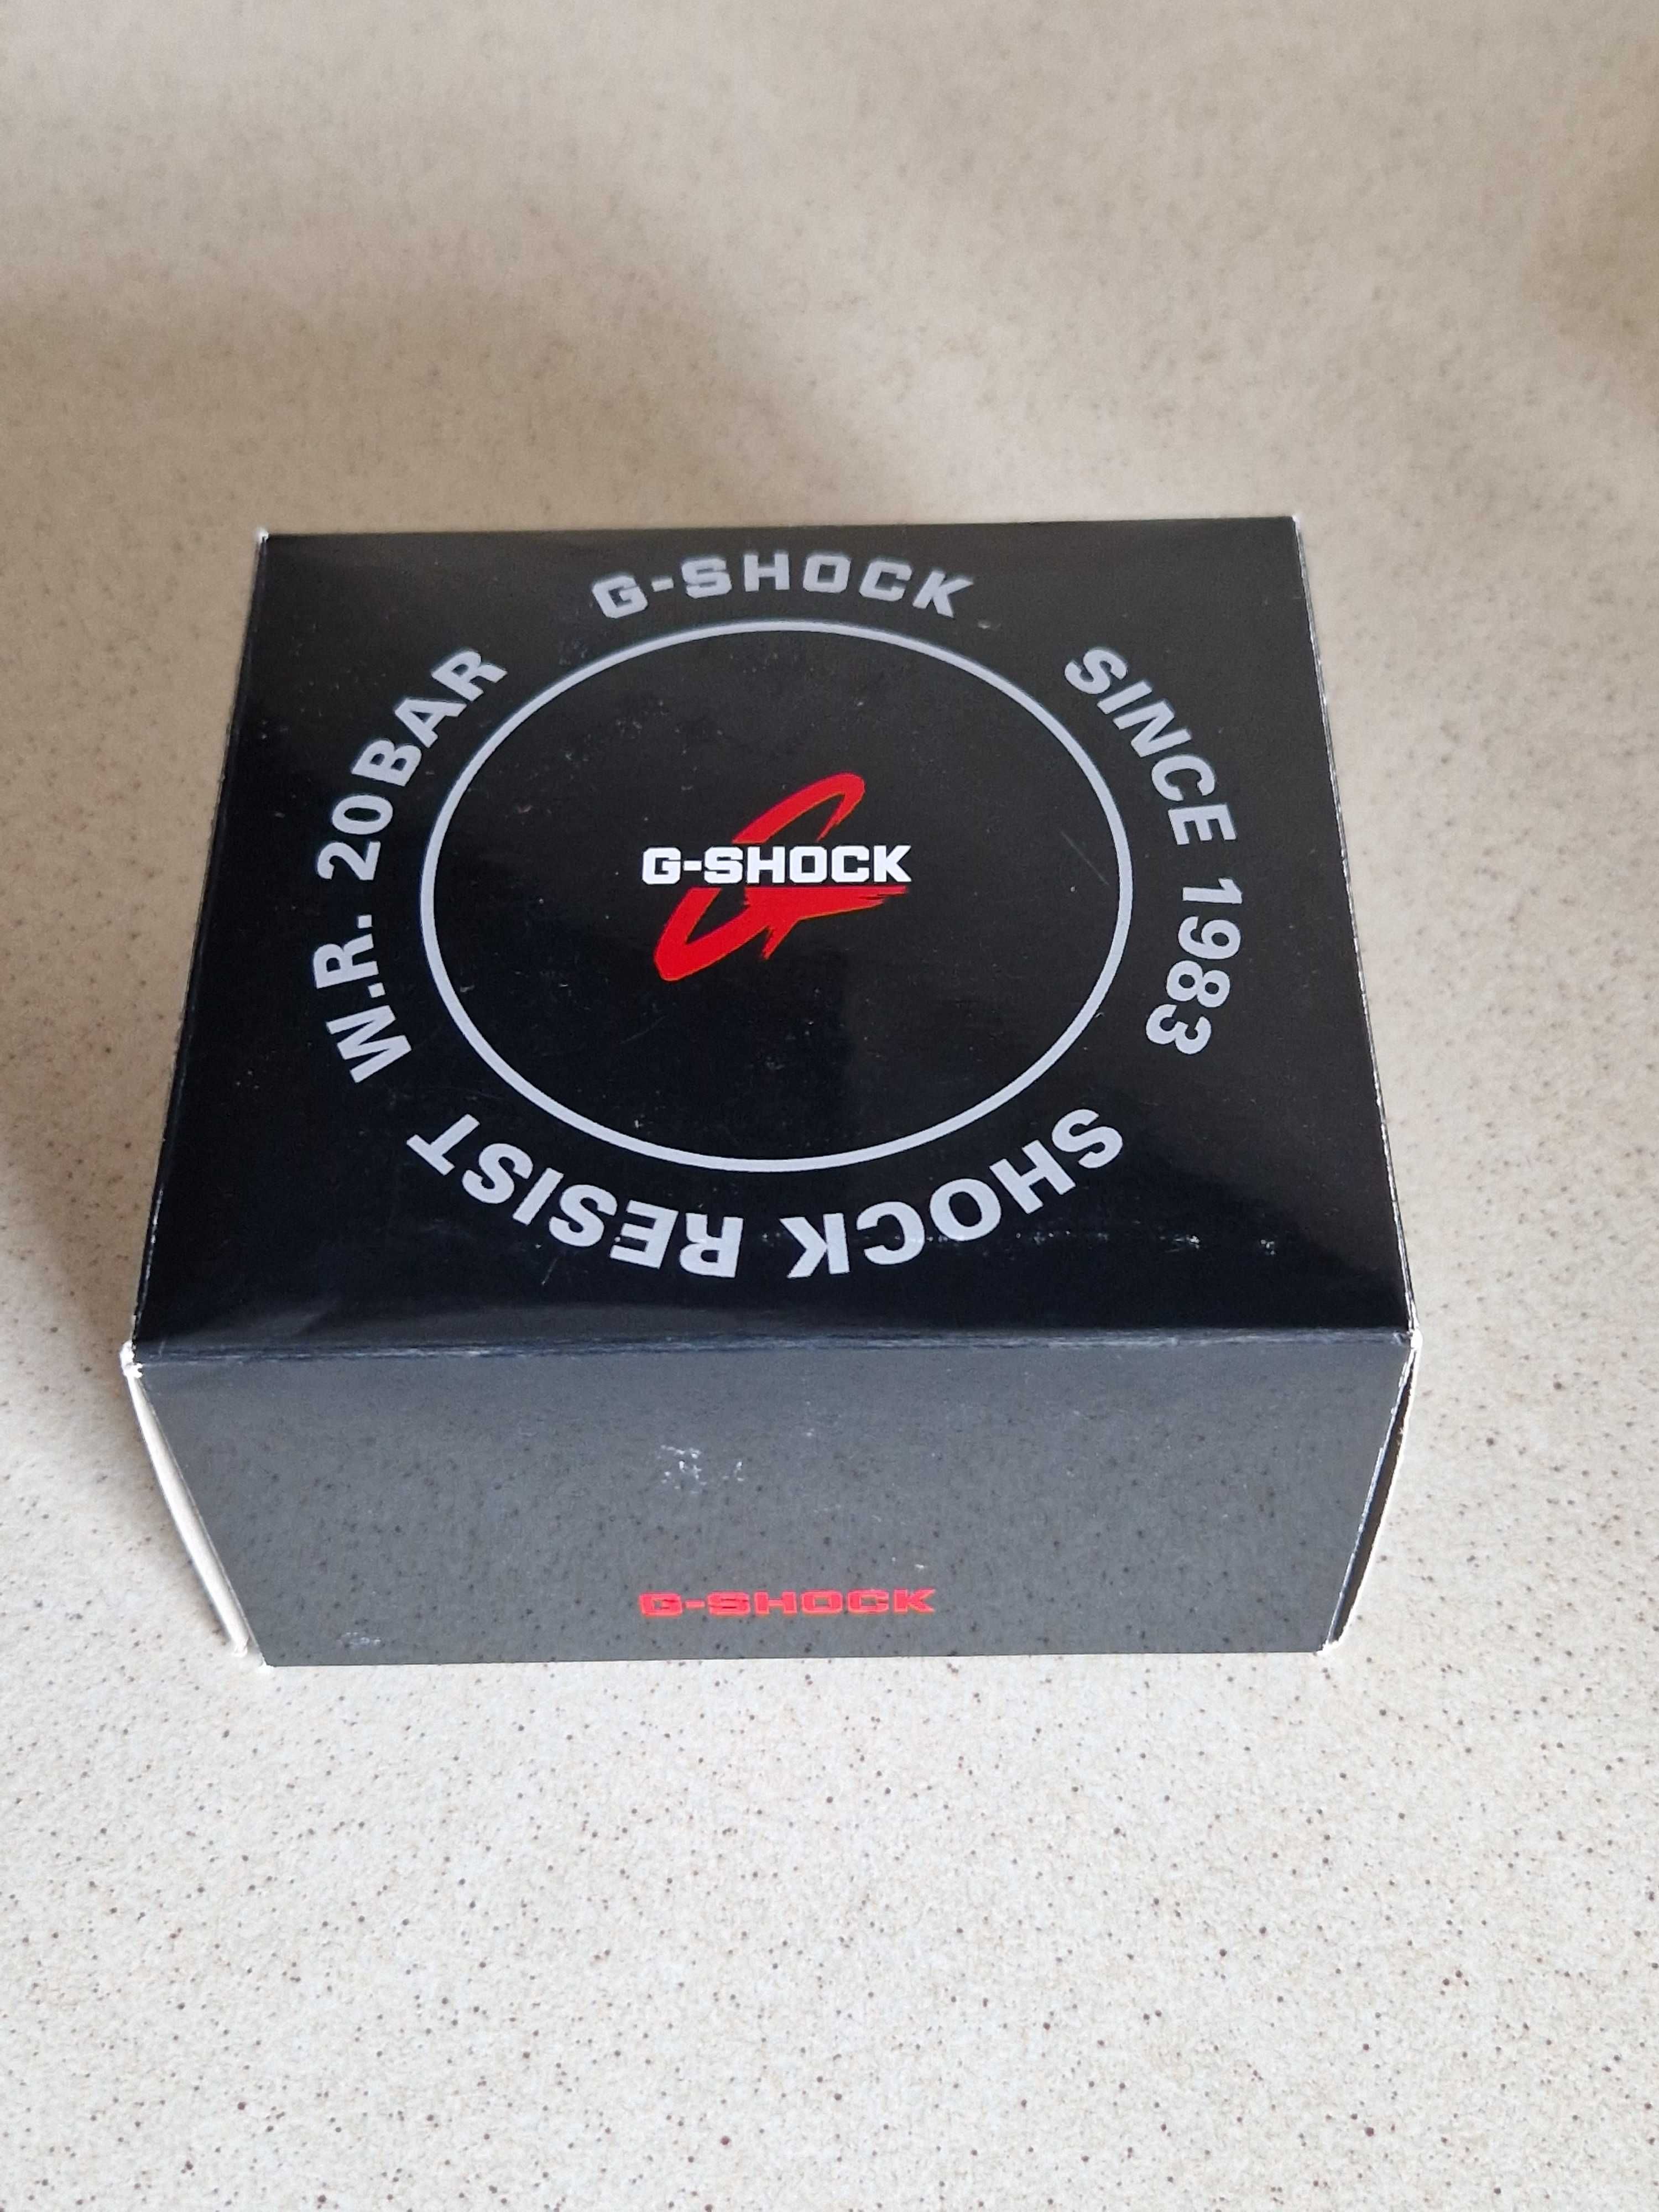 G-SHOCK
SINCE 1983
SHOCK RESIST
W.R. 20BAR
G-SHOCK
G-SHOCK